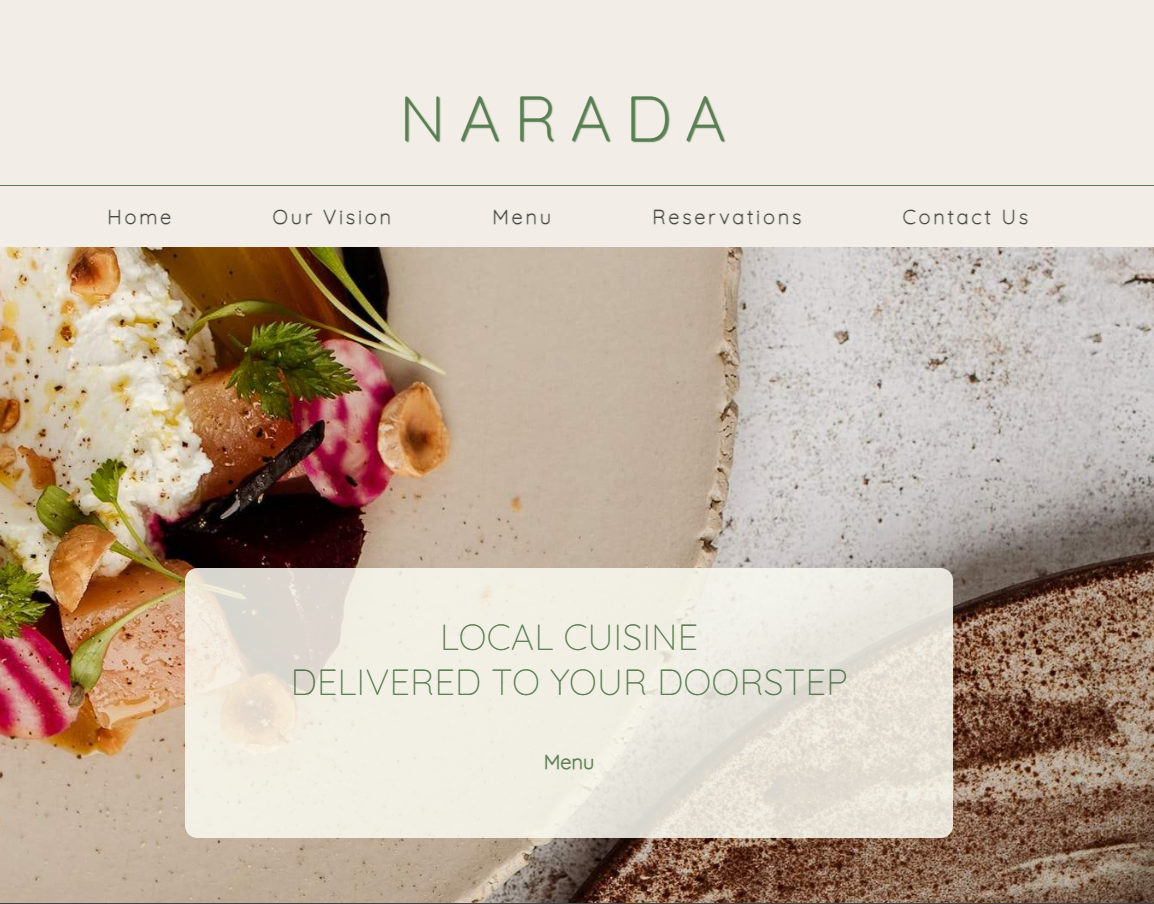 NARADA
Home Our Vision Menu Reservations Contact Us
LOCAL CUISINE
DELIVERED TO YOUR DOORSTEP
Menu